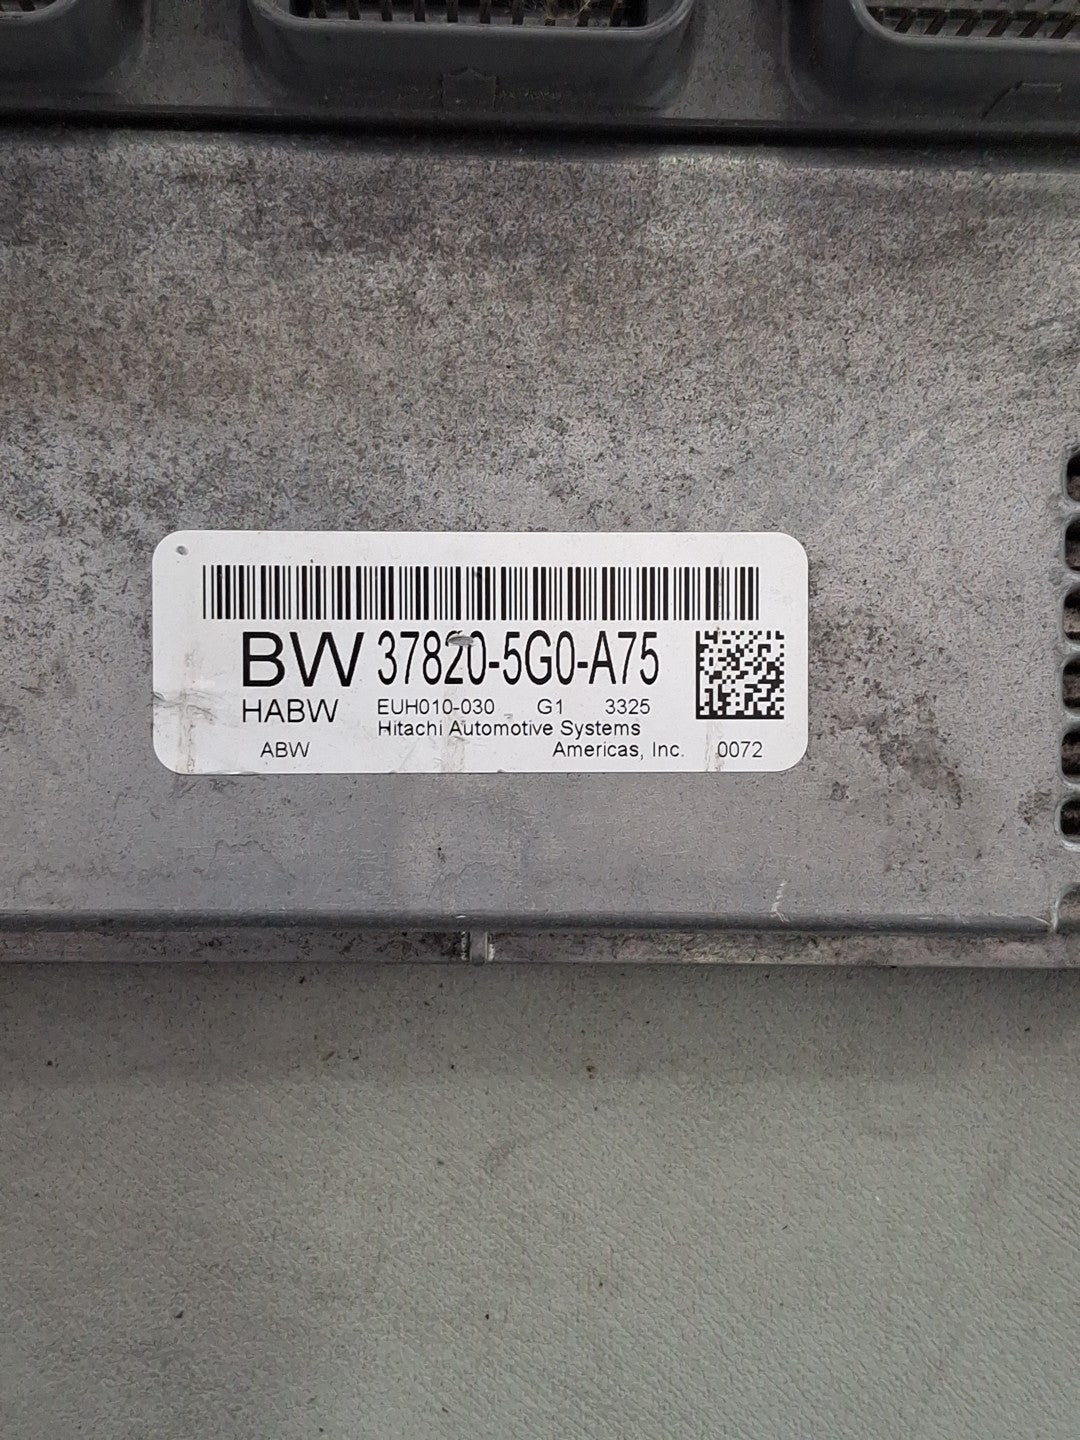 BW 37820-5G0-A75
HABW EUH010-030 G1 3325
Hitachi Automotive Systems
ABW Americas, Inc. 0072